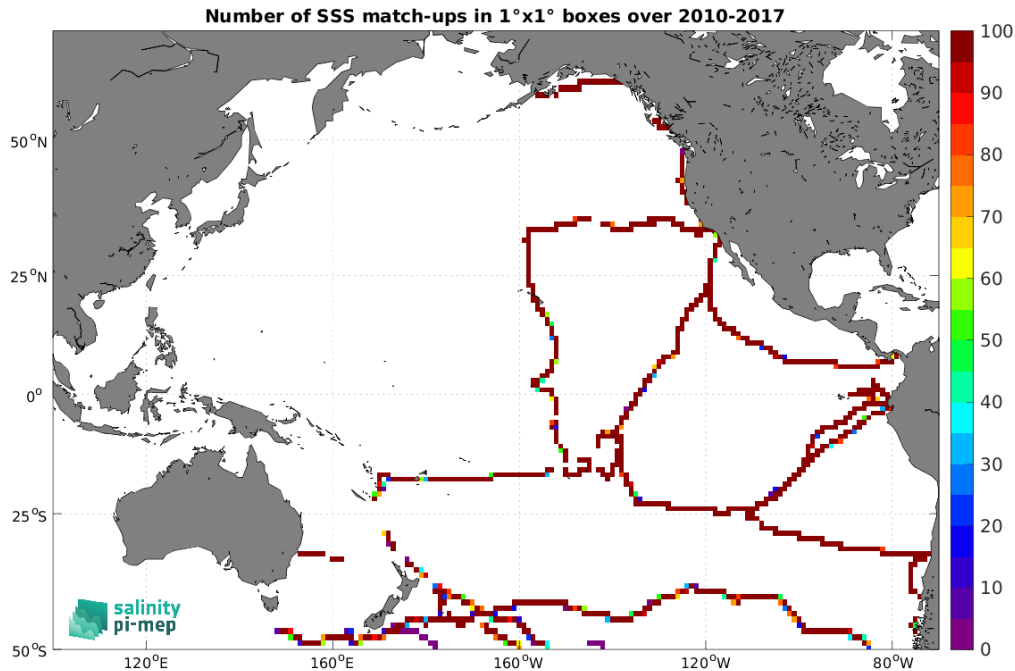 Number of SSS match-ups in 1°x1° boxes over 2010-2017
50°N
25°N
0°
25°S
50°S
120°E
160°E
160°W
120°W
80°W
100
90
80
70
60
50
40
30
20
10
0
salinity
pi-mep